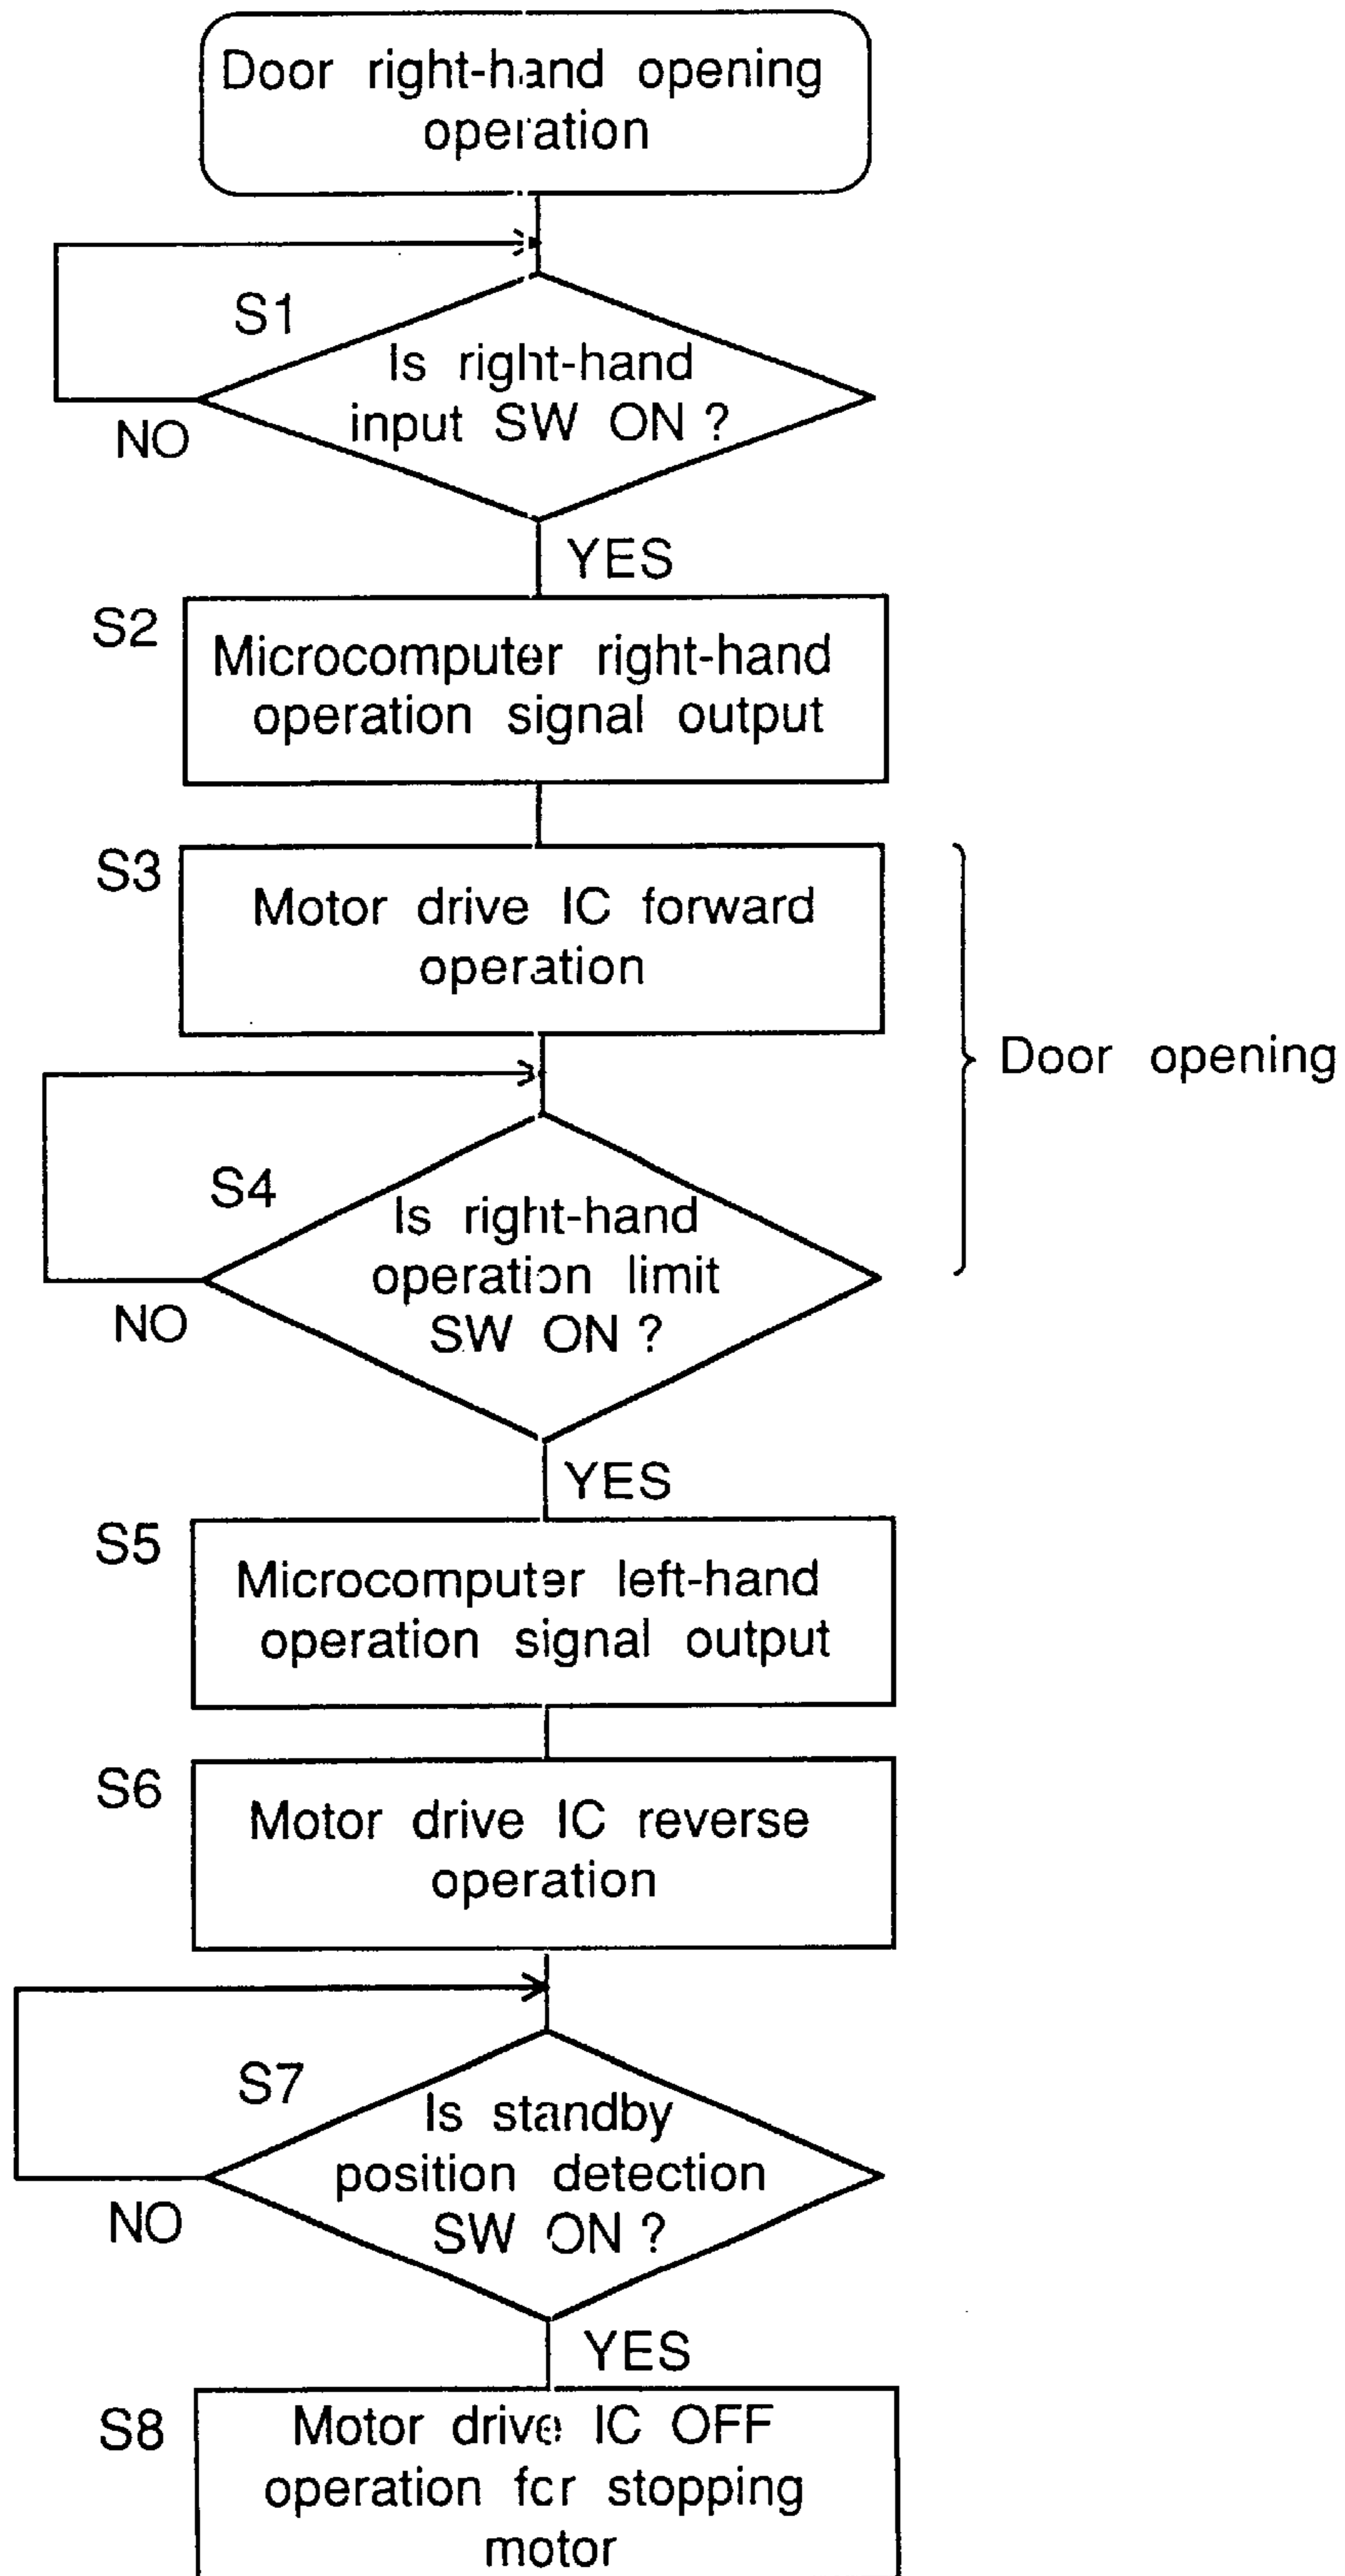 Door right-hand opening
operation
S1
Is right-hand
input SW ON ?
NO
YES
S2
Microcomputer right-hand
operation signal output
S3
Motor drive IC forward
operation
Door opening
S4
Is right-hand
operation limit
SW ON ?
NO
YES
S5
Microcomputer left-hand
operation signal output
S6
Motor drive IC reverse
operation
S7
Is standby
position detection
SW ON ?
NO
YES
S8
Motor drive IC OFF
operation for stopping
motor